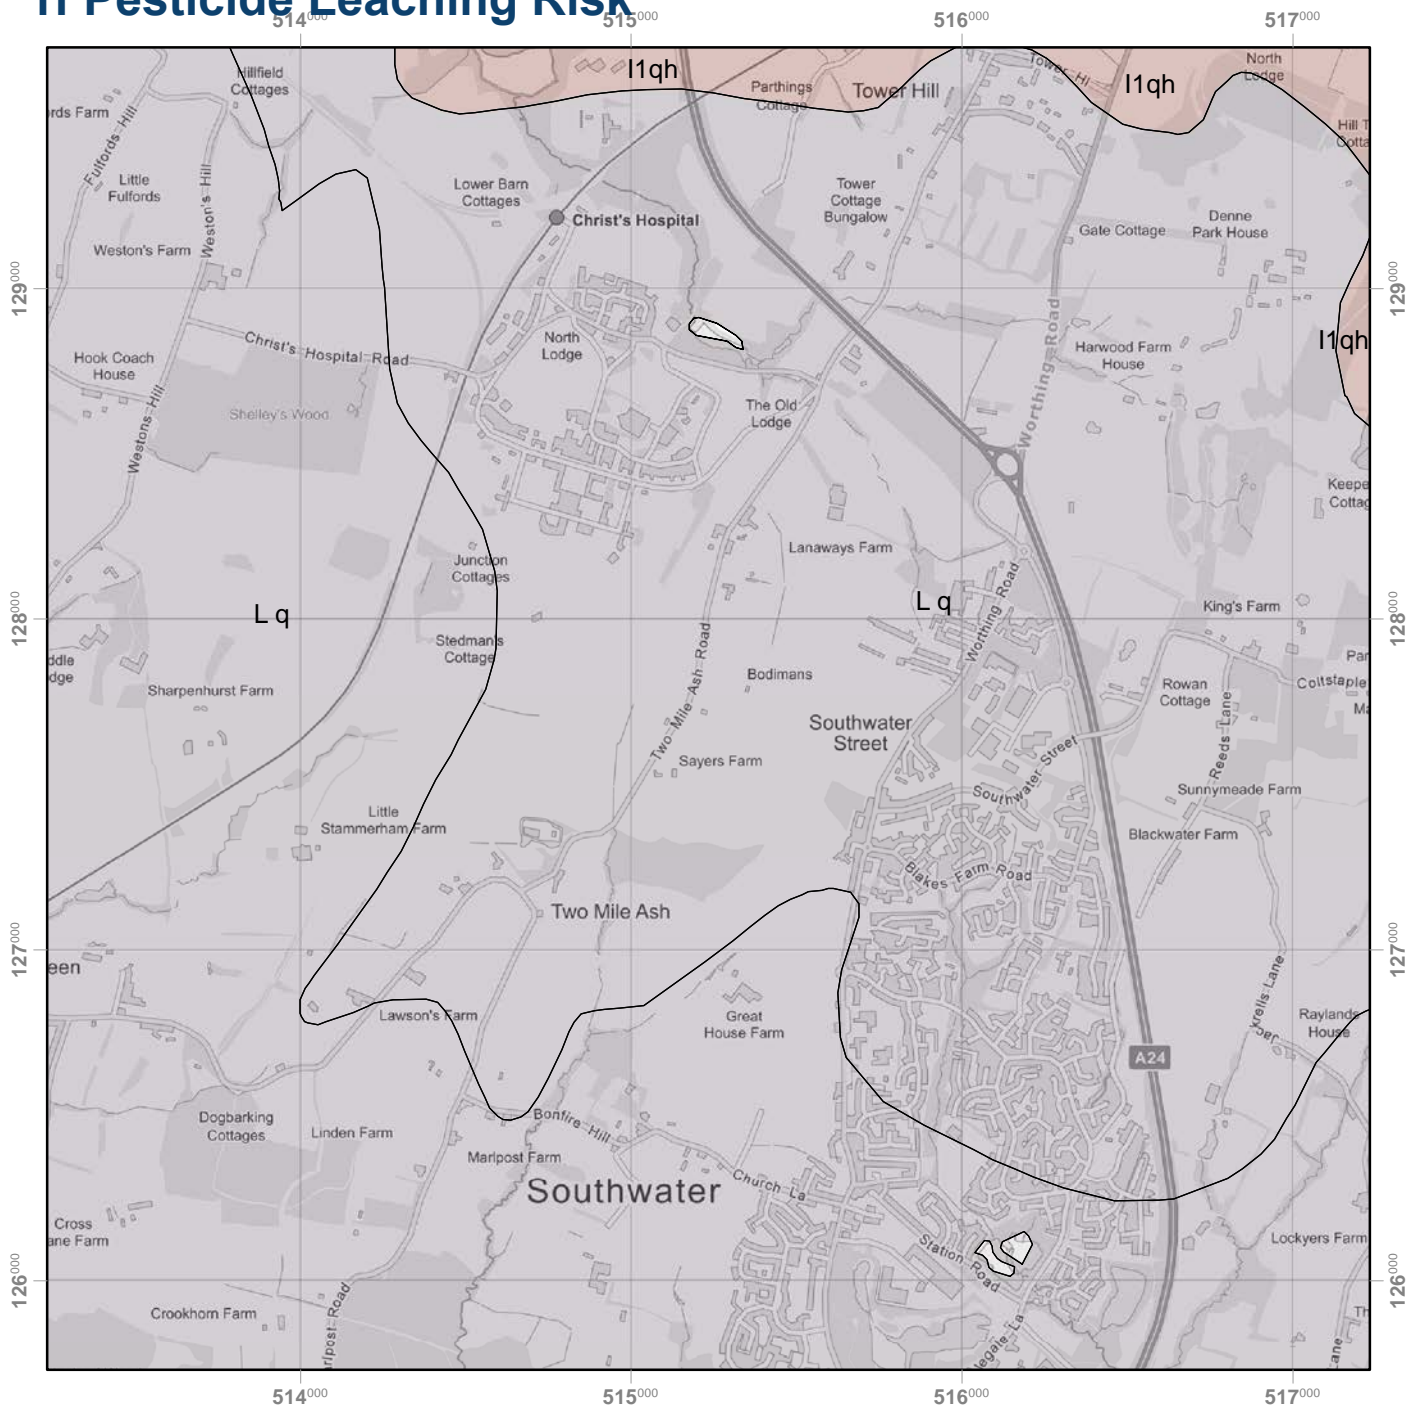 Pesticide Leaching Risk
514000 515000 516000 517000
Hillfield
Cottages
I1qh
Parthings
Cottage
Tower Hill
Tower-Hi
I1qh
North
Lodge
rds Farm
Fulfords-Hill
Hill T
Cotta
Little
Fulfords
Weston's-Hill
Lower Barn
Cottages
Tower
Cottage
Bungalow
Christ's Hospital
Gate Cottage
Denne
Park House
Weston's Farm
129000
129000
Christ's-Hospital-Road
North
Lodge
Worthing-Road
Harwood Farm
House
I1qh
Hook Coach
House
Westons-Hill
Shelley's Wood
The Old
Lodge
Keepe
Cottag
Lanaways Farm
Junction
Cottages
Worthing-Road
L q
L q
King's Farm
128000
128000
Stedman's
Cottage
ddle
dge
Sharpenhurst Farm
Two-Mile-Ash-Road
Bodimans
Par
Coltstaple
Ma
Rowan
Cottage
Reeds-Lane
Southwater
Street
Sayers Farm
Southwater-Street
Sunnymeade Farm
Little
Stammerham Farm
Blackwater Farm
Blakes-Farm-Road
Two Mile Ash
127000
127000
een
Lawson's Farm
Great
House Farm
krells-Lane
Jac
Raylands
House
A24
Dogbarking
Cottages
Linden Farm
Bonfire-Hill
Marlpost Farm
Southwater
Church-La
Cross
ane Farm
Station-Road
Lockyers Farm
126000
126000
Crookhorn Farm
arlpost-Road
legate-La
Th
ane
514000 515000 516000 517000